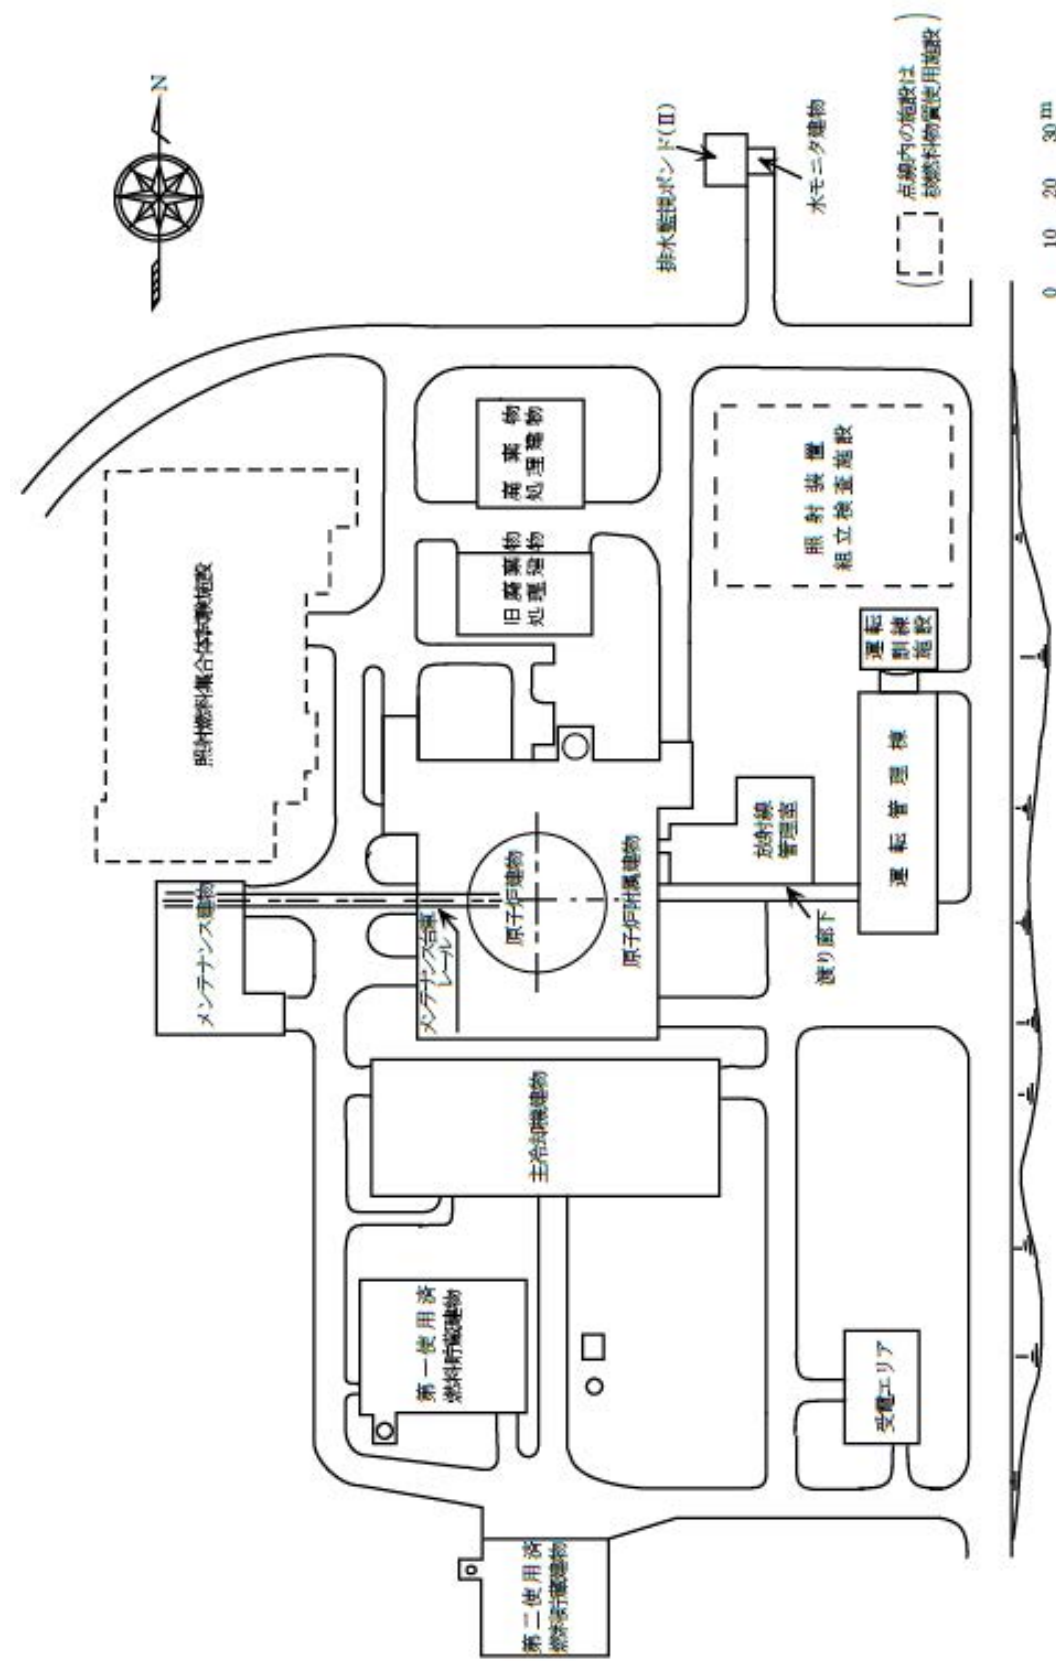 N
排水監視ポンド(Ⅱ)
水モニタ建物
点線内の施設は
核燃料物質使用施設
0 10 20 30 m
照射燃料集合体試験施設
廃棄物
処理建物
旧廃棄物
処理建物
照射装置
組立検査施設
運転
訓練
施設
運転管理棟
放射線
管理室
渡り廊下
メンテナンス建物
メンテナンス台車
レール
原子炉建物
原子炉附属建物
主冷却機建物
第一使用済
燃料貯蔵建物
第二使用済
燃料貯蔵建物
受電エリア